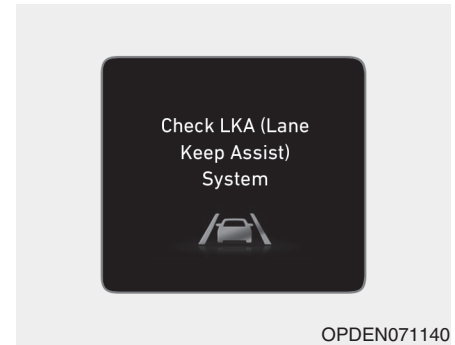 Check LKA (Lane
Keep Assist)
System
OPDEN071140